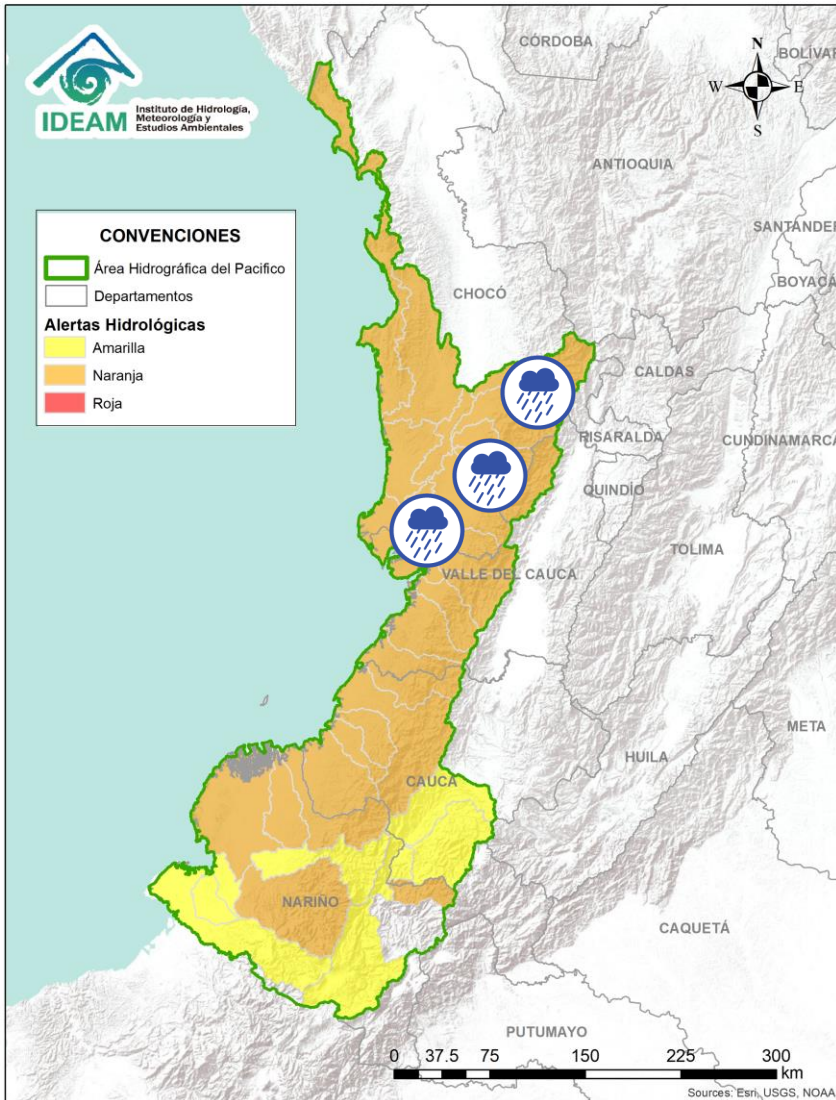 IDEAM
Instituto de Hidrología,
Meteorología y
Estudios Ambientales
CÓRDOBA
BOLÍVAR
N
W
E
S
ANTIOQUIA
SANTANDER
BOYACÁ
CONVENCIONES
Área Hidrográfica del Pacifico
Departamentos
Alertas Hidrológicas
Amarilla
Naranja
Roja
CHOCÓ
CALDAS
RISARALDA
CUNDINAMARCA
QUINDÍO
TOLIMA
VALLE DEL CAUCA
META
HUILA
CAUCA
NARIÑO
CAQUETÁ
PUTUMAYO
0 37.5 75 150 225 300
km
Sources: Esri, USGS, NOAA